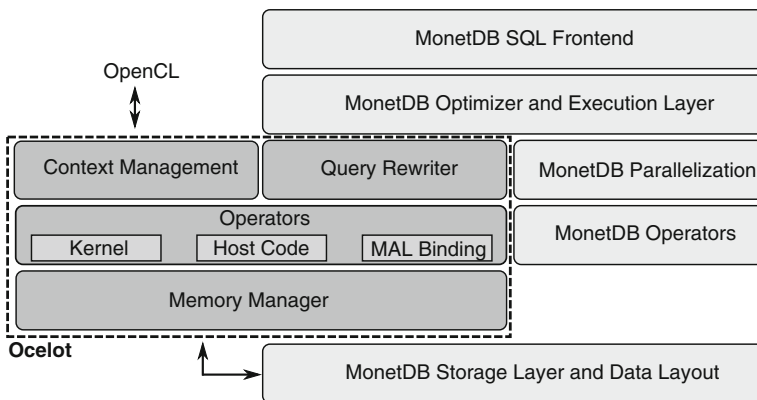 MonetDB SQL Frontend
OpenCL
MonetDB Optimizer and Execution Layer
Context Management
Query Rewriter
MonetDB Parallelization
Operators
Kernel
Host Code
MAL Binding
MonetDB Operators
Memory Manager
Ocelot
MonetDB Storage Layer and Data Layout